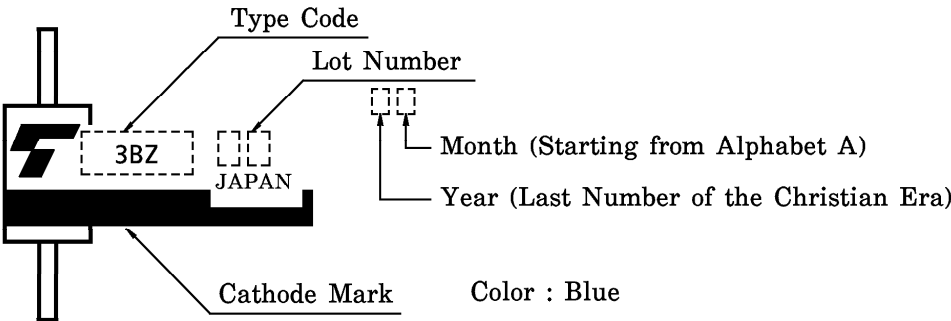 Type Code
Lot Number
3BZ
JAPAN
Month (Starting from Alphabet A)
Year (Last Number of the Christian Era)
Cathode Mark
Color : Blue